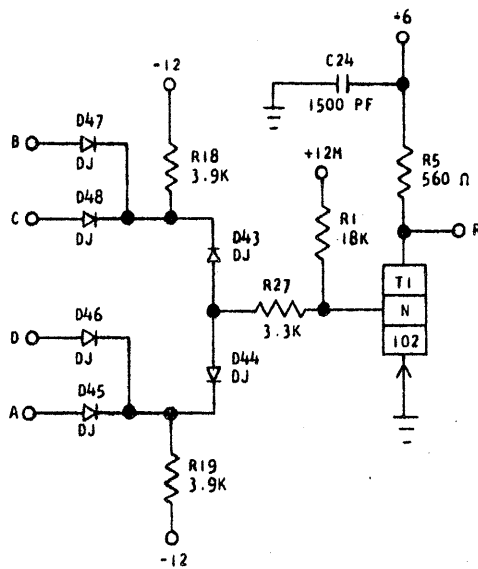 +6
C24
1500 PF
-12
D47
B
DJ
R18
3.9K
+12M
R5
560 Ω
D48
C
DJ
D43
DJ
R1
18K
R
R27
3.3K
T1
N
102
D46
D
DJ
D44
DJ
D45
A
DJ
R19
3.9K
-12